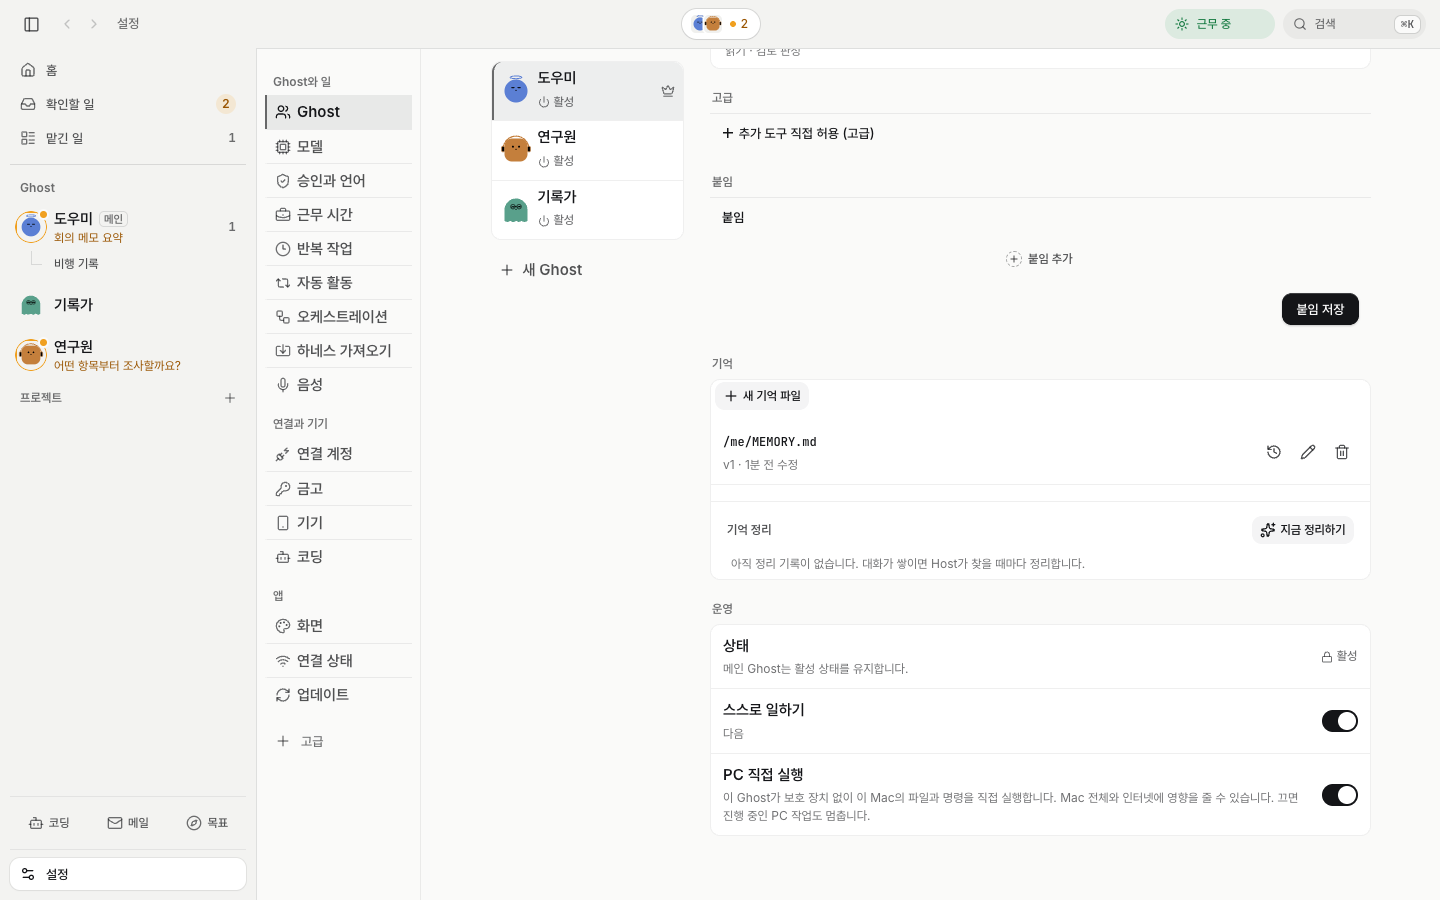 설정
2
근무 중
검색
⌘K
홈
확인할 일
2
맡긴 일
1
Ghost
도우미
메인
회의 메모 요약
1
비행 기록
기록가
연구원
어떤 항목부터 조사할까요?
프로젝트
코딩
메일
목표
설정
Ghost와 일
Ghost
모델
승인과 언어
근무 시간
반복 작업
자동 활동
오케스트레이션
하네스 가져오기
음성
연결과 기기
연결 계정
금고
기기
코딩
앱
화면
연결 상태
업데이트
고급
도우미
활성
연구원
활성
기록가
활성
새 Ghost
읽기 · 검토 판정
고급
추가 도구 직접 허용 (고급)
붙임
붙임
붙임 추가
붙임 저장
기억
새 기억 파일
/me/MEMORY.md
v1 · 1분 전 수정
기억 정리
지금 정리하기
아직 정리 기록이 없습니다. 대화가 쌓이면 Host가 잦을 때마다 정리합니다.
운영
상태
메인 Ghost는 활성 상태를 유지합니다.
활성
스스로 일하기
다음
PC 직접 실행
이 Ghost가 보호 장치 없이 이 Mac의 파일과 명령을 직접 실행합니다. Mac 전체와 인터넷에 영향을 줄 수 있습니다. 끄면
진행 중인 PC 작업도 멈춥니다.